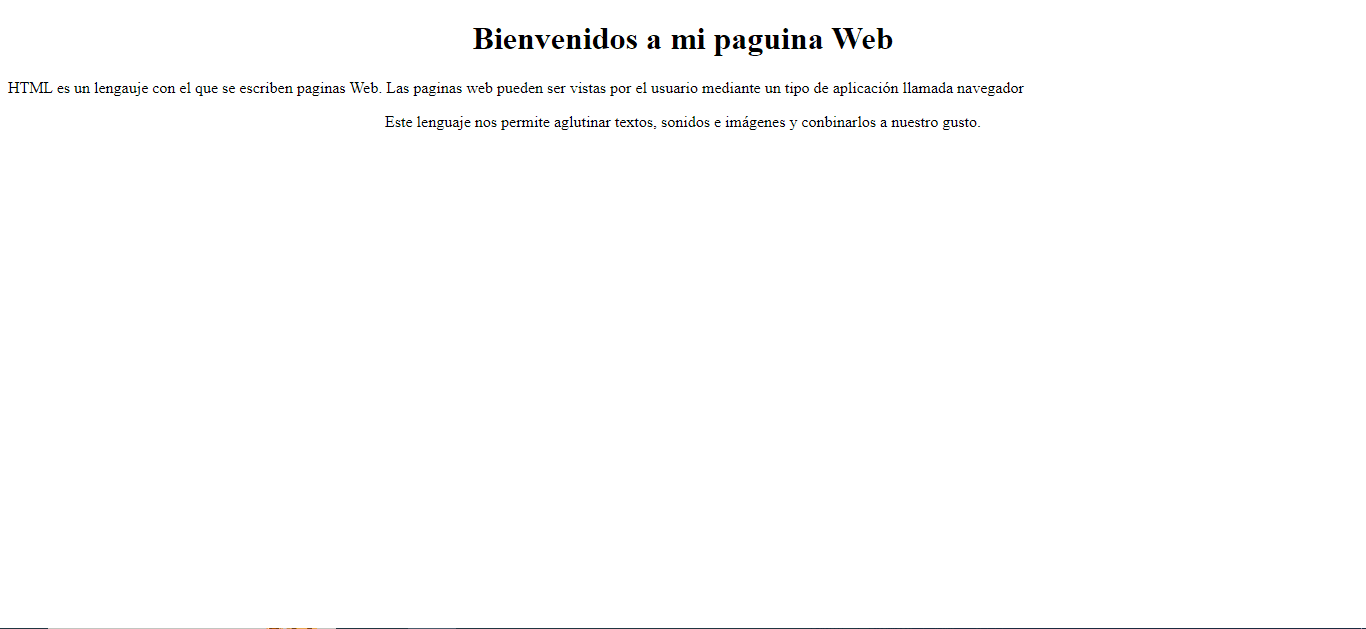 Bienvenidos a mi paguina Web
HTML es un lengauje con el que se escriben paginas Web. Las paginas web pueden ser vistas por el usuario mediante un tipo de aplicación llamada navegador
Este lenguaje nos permite aglutinar textos, sonidos e imágenes y conbinarlos a nuestro gusto.